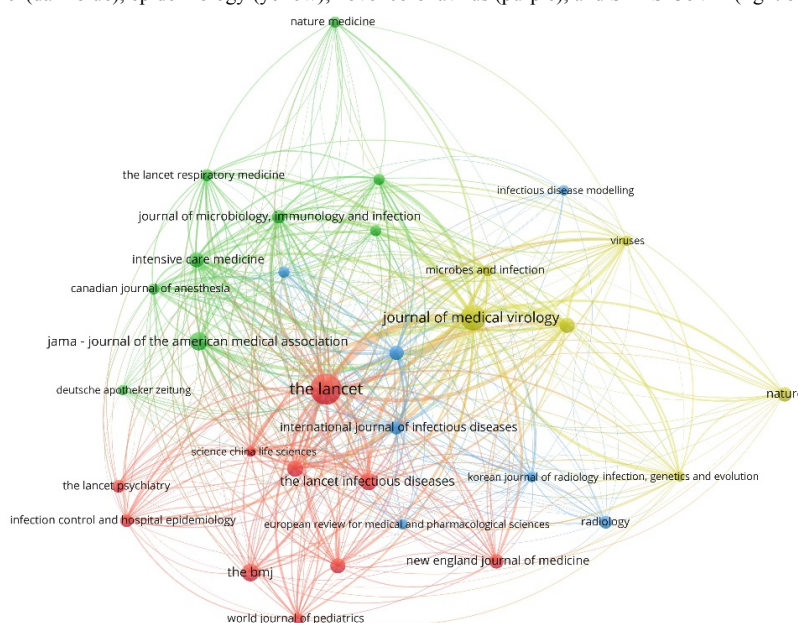 nature medicine
the lancet respiratory medicine
infectious disease modelling
journal of microbiology, immunology and infection
viruses
intensive care medicine
microbes and infection
canadian journal of anesthesia
journal of medical virology
jama - journal of the american medical association
deutsche apotheker zeitung
the lancet
nature
international journal of infectious diseases
science china life sciences
the lancet infectious diseases
korean journal of radiology
infection, genetics and evolution
the lancet psychiatry
infection control and hospital epidemiology
european review for medical and pharmacological sciences
radiology
new england journal of medicine
the bmj
world journal of pediatrics